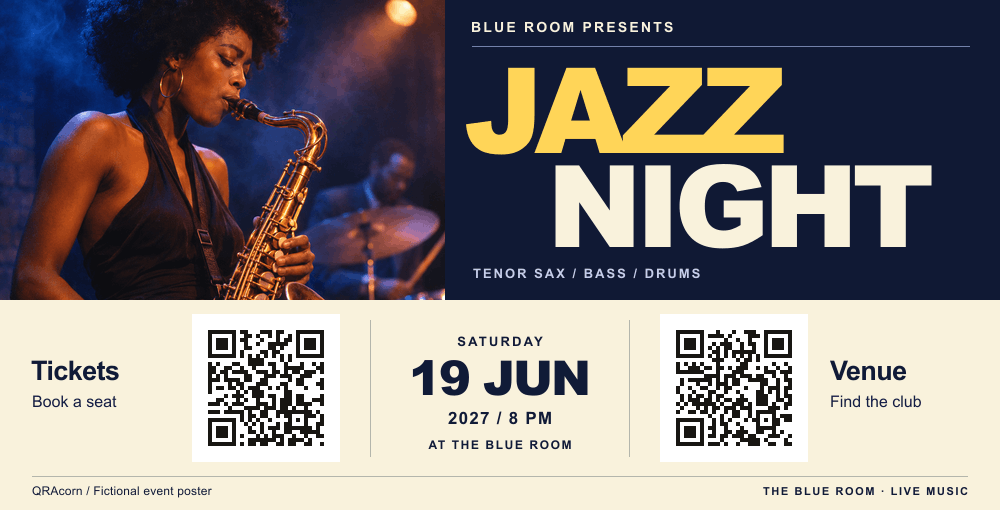 BLUE ROOM PRESENTS
JAZZ
NIGHT
TENOR SAX / BASS / DRUMS
Tickets
Book a seat
SATURDAY
19 JUN
2027 / 8 PM
AT THE BLUE ROOM
Venue
Find the club
QRAcorn / Fictional event poster
THE BLUE ROOM · LIVE MUSIC